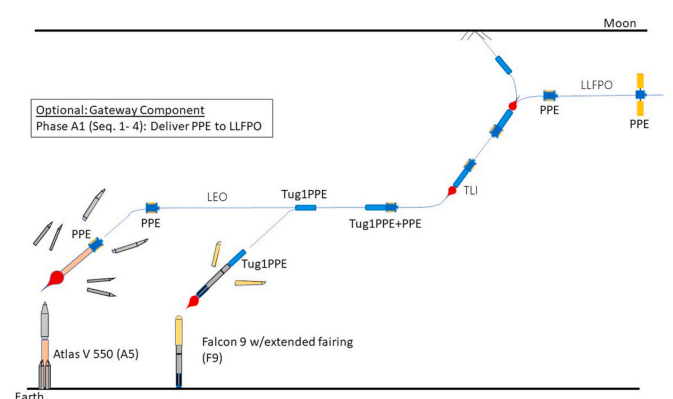 Moon
Optional: Gateway Component
Phase A1 (Seq. 1- 4): Deliver PPE to LLFPO
LLFPO
PPE
PPE
TLI
LEO
Tug1PPE
PPE
PPE
Tug1PPE+PPE
Tug1PPE
Atlas V 550 (A5)
Falcon 9 w/extended fairing
(F9)
Earth